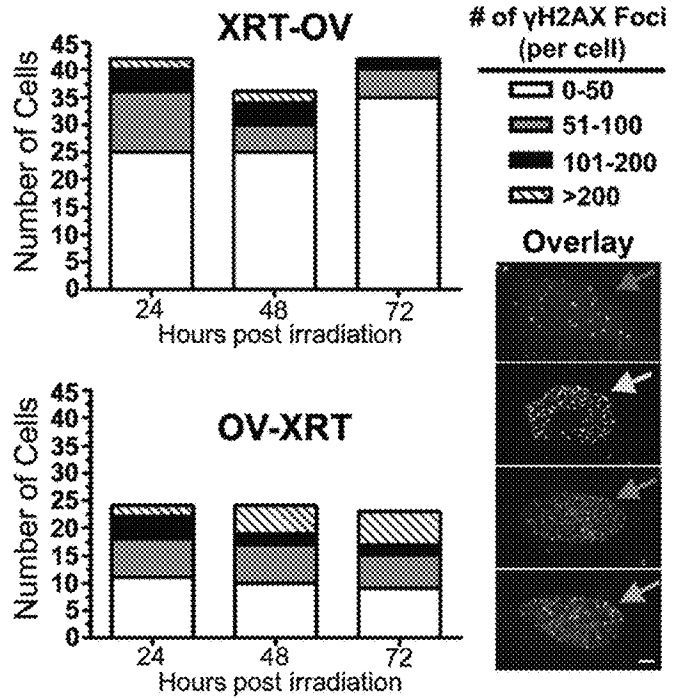 XRT-OV
Number of Cells
45
40
35
30
25
20
15
10
5
0
24 48 72
Hours post irradiation
# of γH2AX Foci
(per cell)
0-50
51-100
101-200
>200
Overlay
OV-XRT
Number of Cells
45
40
35
30
25
20
15
10
5
0
24 48 72
Hours post irradiation